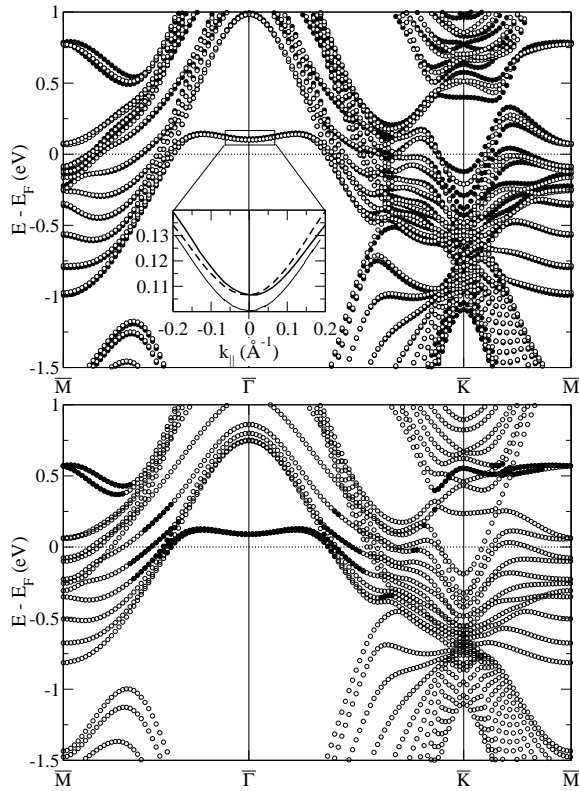 1
0.5
0
-0.5
-1
-1.5
E - E_F (eV)
0.13
0.12
0.11
-0.2 -0.1 0 0.1 0.2
k_|| (Å^-1)
M̅ Γ̅ K̅ M̅
1
0.5
0
-0.5
-1
-1.5
E - E_F (eV)
M̅ Γ̅ K̅ M̅